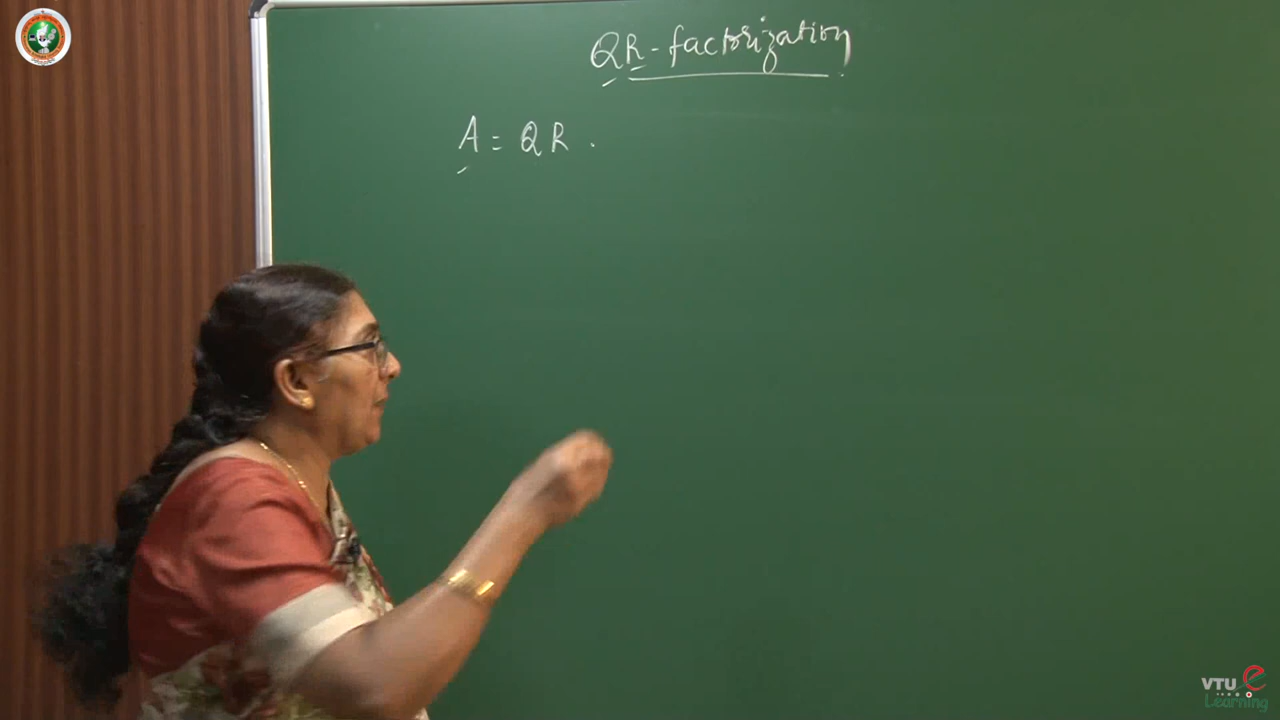 QR-factorization
A = QR.
VTU e
Learning